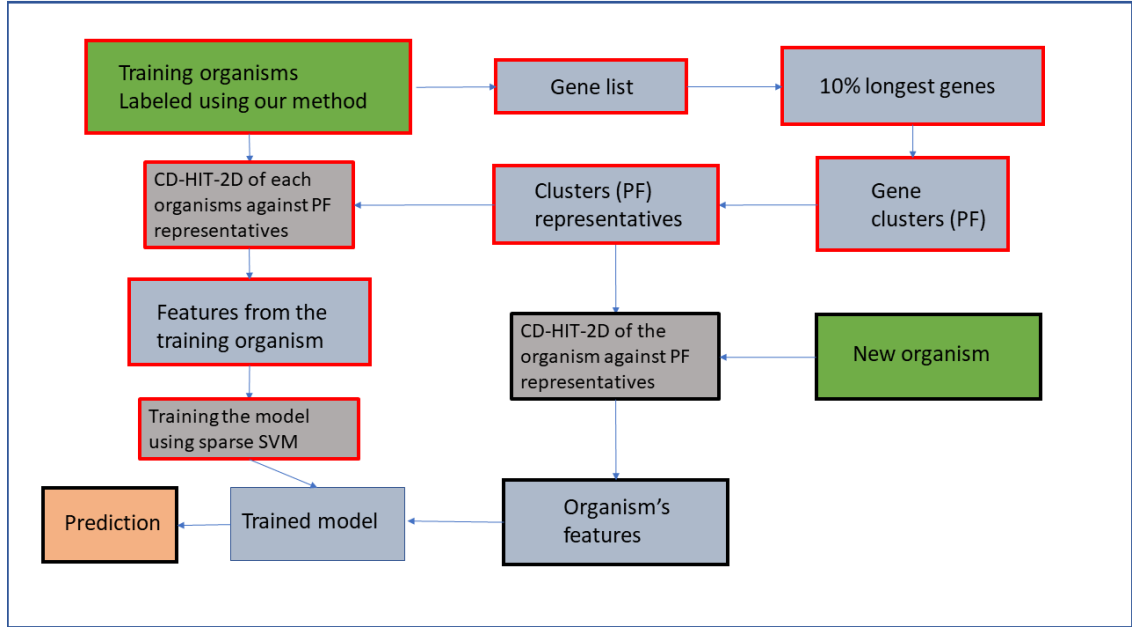 Training organisms
Labeled using our method
Gene list
10% longest genes
CD-HIT-2D of each
organisms against PF
representatives
Clusters (PF)
representatives
Gene
clusters (PF)
Features from the
training organism
CD-HIT-2D of the
organism against PF
representatives
New organism
Training the model
using sparse SVM
Prediction
Trained model
Organism’s
features